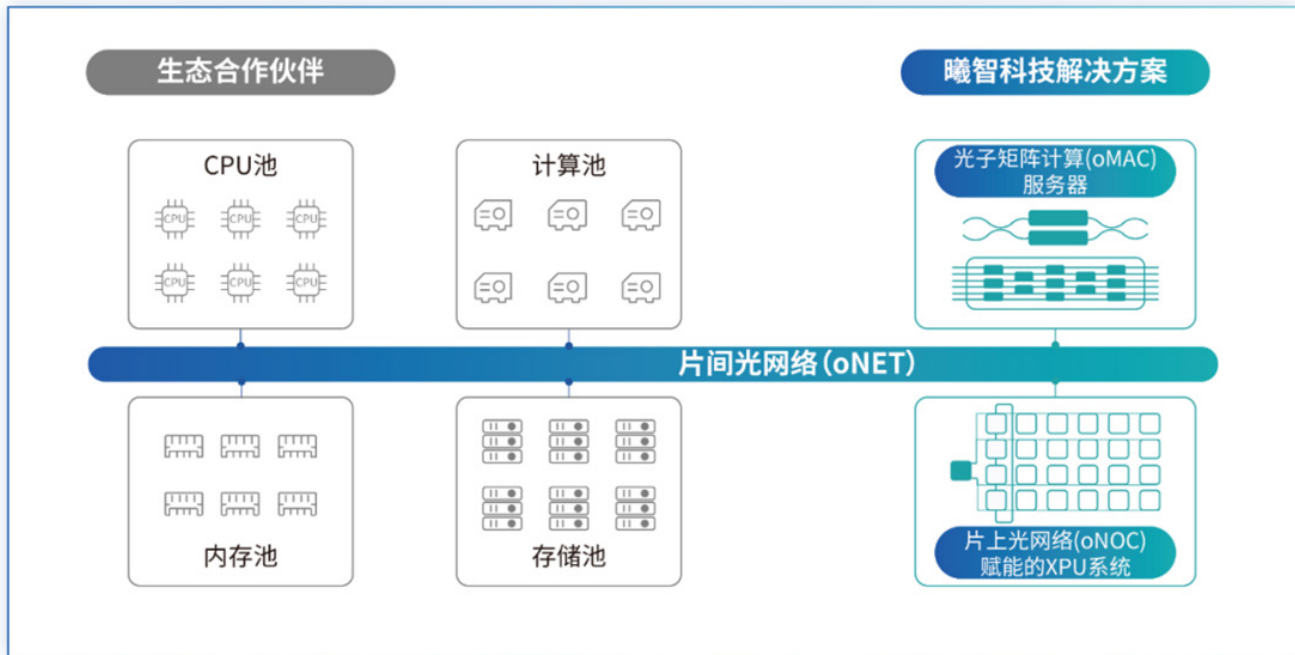 生态合作伙伴
曦智科技解决方案
CPU池
CPU CPU CPU
CPU CPU CPU
计算池
光子矩阵计算(oMAC)
服务器
片间光网络(oNET)
内存池
存储池
片上光网络(oNOC)
赋能的XPU系统